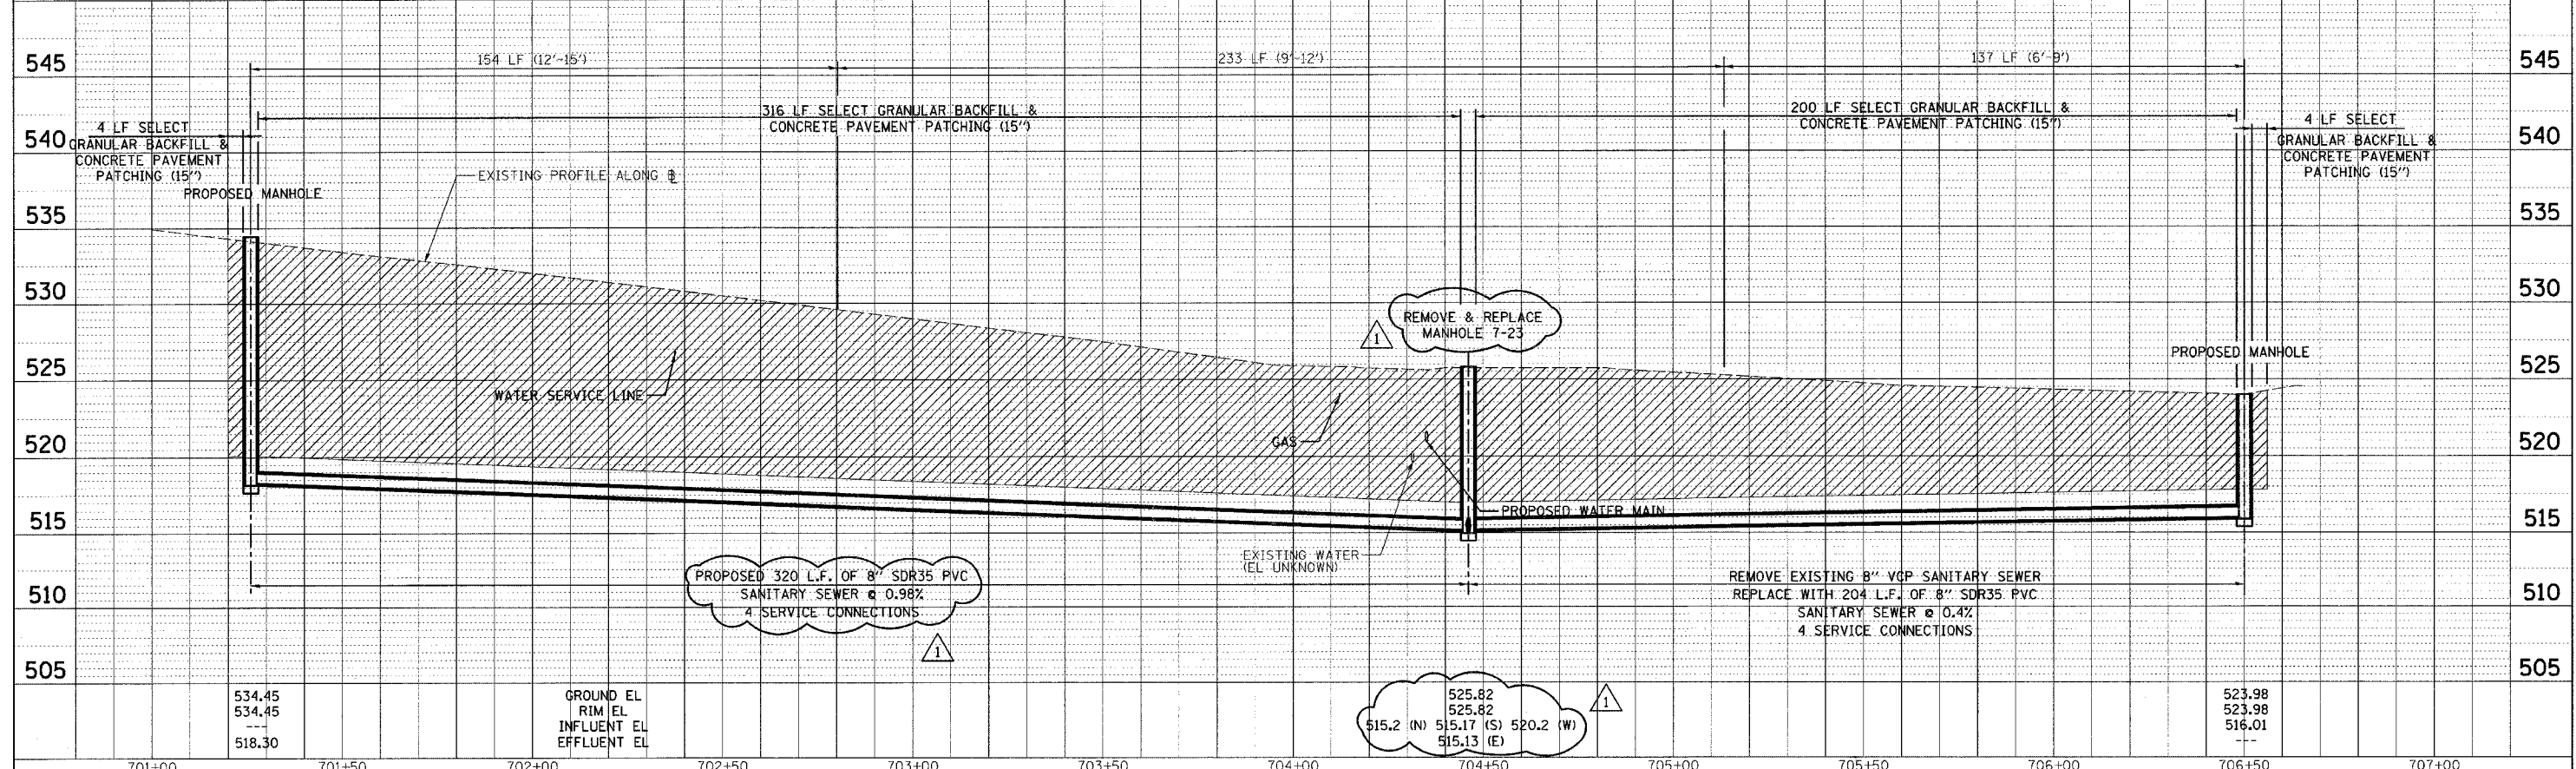 154 LF (12'-15')
233 LF (9'-12')
137 LF (6'-9')
545
545
316 LF SELECT GRANULAR BACKFILL &
CONCRETE PAVEMENT PATCHING (15")
200 LF SELECT GRANULAR BACKFILL &
CONCRETE PAVEMENT PATCHING (15")
4 LF SELECT
GRANULAR BACKFILL &
CONCRETE PAVEMENT
PATCHING (15")
4 LF SELECT
GRANULAR BACKFILL &
CONCRETE PAVEMENT
PATCHING (15")
540
540
PROPOSED MANHOLE
EXISTING PROFILE ALONG
535
535
530
530
REMOVE & REPLACE
MANHOLE 7-23
1
PROPOSED MANHOLE
525
525
WATER SERVICE LINE
GAS
520
520
PROPOSED WATER MAIN
515
515
EXISTING WATER
(EL UNKNOWN)
PROPOSED 320 L.F. OF 8" SDR35 PVC
SANITARY SEWER @ 0.98%
4 SERVICE CONNECTIONS
1
REMOVE EXISTING 8" VCP SANITARY SEWER
REPLACE WITH 204 L.F. OF 8" SDR35 PVC
SANITARY SEWER @ 0.4%
4 SERVICE CONNECTIONS
510
510
505
505
534.45
534.45
---
518.30
GROUND EL
RIM EL
INFLUENT EL
EFFLUENT EL
525.82
525.82
515.2 (N) 515.17 (S) 520.2 (W)
515.13 (E)
1
523.98
523.98
516.01
---
701+00 701+50 702+00 702+50 703+00 703+50 704+00 704+50 705+00 705+50 706+00 706+50 707+00